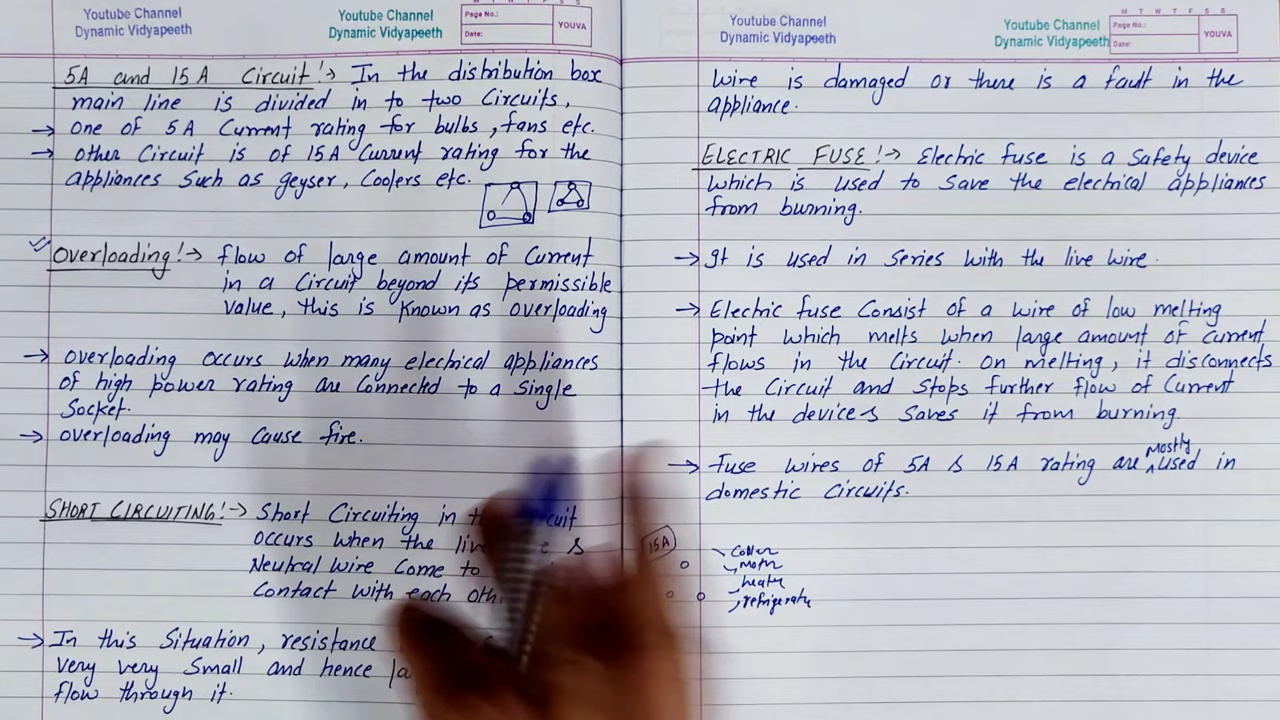 Youtube Channel
Dynamic Vidyapeeth
Youtube Channel
Dynamic Vidyapeeth
M T W T F S S
Page No.:
Date:
YOUVA
5A and 15A Circuit!→ In the distribution box
main line is divided in to two Circuits,
→ one of 5A Current rating for bulbs, fans etc.
→ other Circuit is of 15A Current rating for the
appliances Such as geyser, Coolers etc.
Overloading!→ flow of large amount of Current
in a Circuit beyond its permissible
value, this is known as overloading
→ overloading occurs when many electrical appliances
of high power rating are Connected to a Single
Socket.
→ overloading may Cause fire.
SHORT CIRCUITING!→ Short Circuiting in
occurs when the &
Neutral wire Come to
Contact with each
→ In this Situation, resistance
very very Small and hence
flow through it.
Youtube Channel
Dynamic Vidyapeeth
Youtube Channel
Dynamic Vidyapeeth
M T W T F S S
Page No.:
Date:
YOUVA
wire is damaged or there is a fault in the
appliance.
ELECTRIC FUSE!→ Electric fuse is a Safety device
which is used to Save the electrical appliances
from burning.
→ It is used in Series with the live wire.
→ Electric fuse Consist of a wire of low melting
point which melts when large amount of Current
flows in the Circuit. On melting, it disconnects
the Circuit and Stops further flow of Current
in the device & Saves it from burning.
→ Fuse wires of 5A & 15A rating are Mostly used in
domestic Circuits.
15A